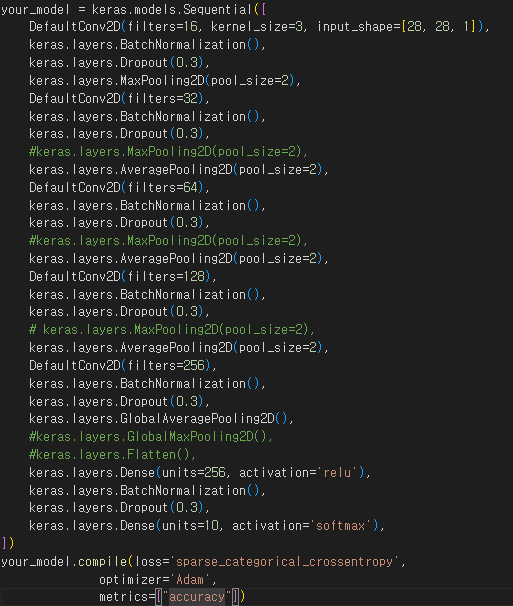 your_model = keras.models.Sequential([
    DefaultConv2D(filters=16, kernel_size=3, input_shape=[28, 28, 1]),
    keras.layers.BatchNormalization(),
    keras.layers.Dropout(0.3),
    keras.layers.MaxPooling2D(pool_size=2),
    DefaultConv2D(filters=32),
    keras.layers.BatchNormalization(),
    keras.layers.Dropout(0.3),
    #keras.layers.MaxPooling2D(pool_size=2),
    keras.layers.AveragePooling2D(pool_size=2),
    DefaultConv2D(filters=64),
    keras.layers.BatchNormalization(),
    keras.layers.Dropout(0.3),
    #keras.layers.MaxPooling2D(pool_size=2),
    keras.layers.AveragePooling2D(pool_size=2),
    DefaultConv2D(filters=128),
    keras.layers.BatchNormalization(),
    keras.layers.Dropout(0.3),
    # keras.layers.MaxPooling2D(pool_size=2),
    keras.layers.AveragePooling2D(pool_size=2),
    DefaultConv2D(filters=256),
    keras.layers.BatchNormalization(),
    keras.layers.Dropout(0.3),
    keras.layers.GlobalAveragePooling2D(),
    #keras.layers.GlobalMaxPooling2D(),
    #keras.layers.Flatten(),
    keras.layers.Dense(units=256, activation='relu'),
    keras.layers.BatchNormalization(),
    keras.layers.Dropout(0.3),
    keras.layers.Dense(units=10, activation='softmax'),
])
your_model.compile(loss='sparse_categorical_crossentropy',
              optimizer='Adam',
              metrics=["accuracy"])